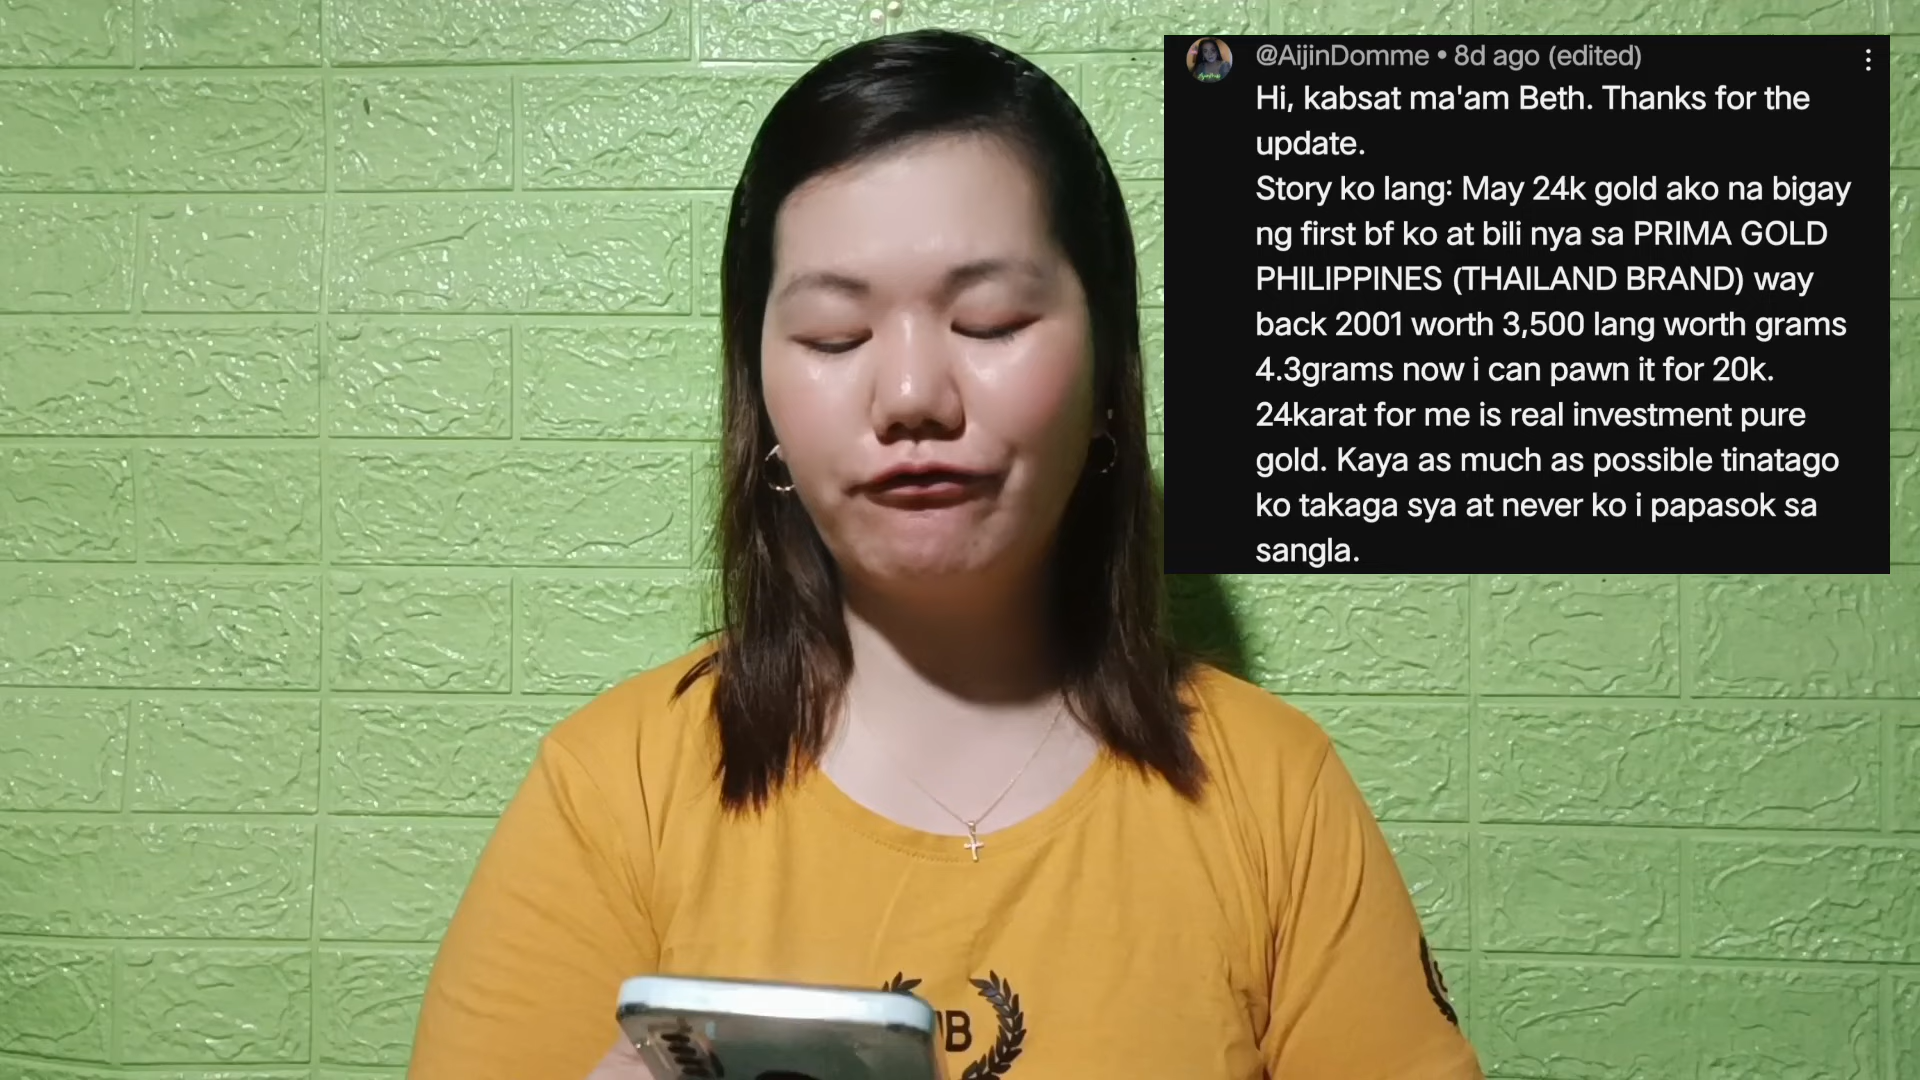 @AijinDomme • 8d ago (edited)
Hi, kabsat ma'am Beth. Thanks for the
update.
Story ko lang: May 24k gold ako na bigay
ng first bf ko at bili nya sa PRIMA GOLD
PHILIPPINES (THAILAND BRAND) way
back 2001 worth 3,500 lang worth grams
4.3grams now i can pawn it for 20k.
24karat for me is real investment pure
gold. Kaya as much as possible tinatago
ko takaga sya at never ko i papasok sa
sangla.